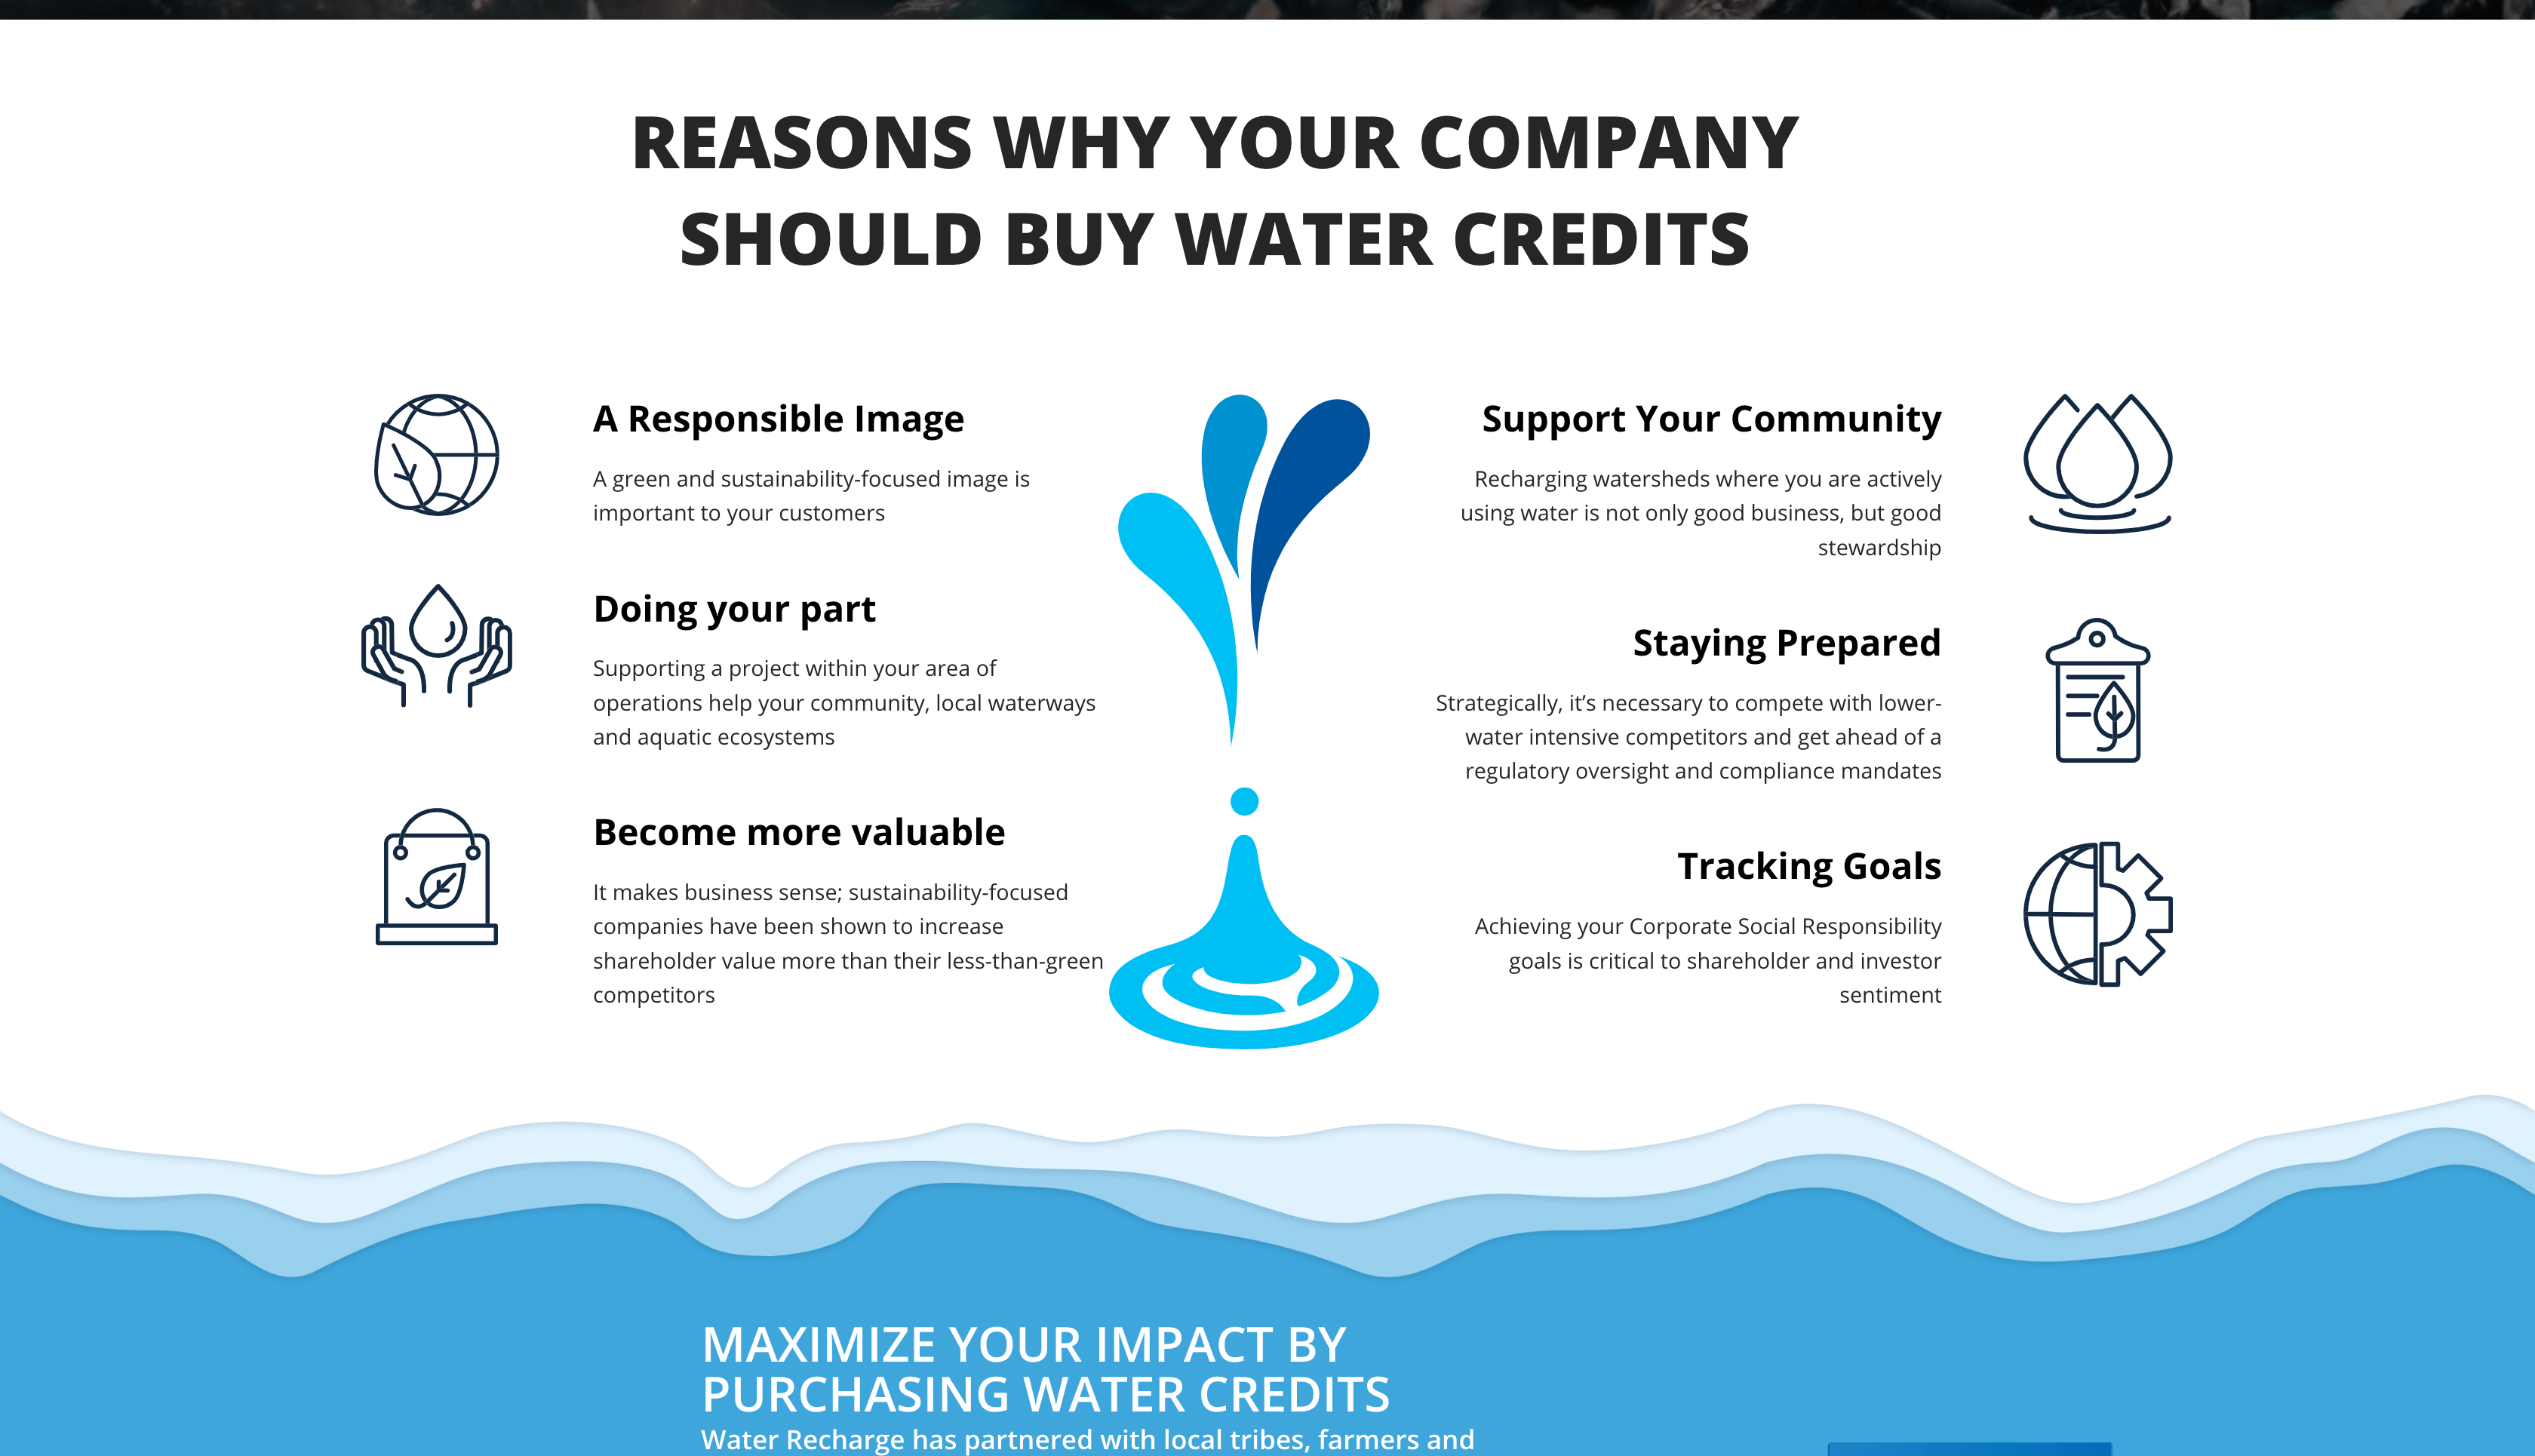 REASONS WHY YOUR COMPANY
SHOULD BUY WATER CREDITS
A Responsible Image
A green and sustainability-focused image is
important to your customers
Doing your part
Supporting a project within your area of
operations help your community, local waterways
and aquatic ecosystems
Become more valuable
It makes business sense; sustainability-focused
companies have been shown to increase
shareholder value more than their less-than-green
competitors
Support Your Community
Recharging watersheds where you are actively
using water is not only good business, but good
stewardship
Staying Prepared
Strategically, it’s necessary to compete with lower-
water intensive competitors and get ahead of a
regulatory oversight and compliance mandates
Tracking Goals
Achieving your Corporate Social Responsibility
goals is critical to shareholder and investor
sentiment
MAXIMIZE YOUR IMPACT BY
PURCHASING WATER CREDITS
Water Recharge has partnered with local tribes, farmers and